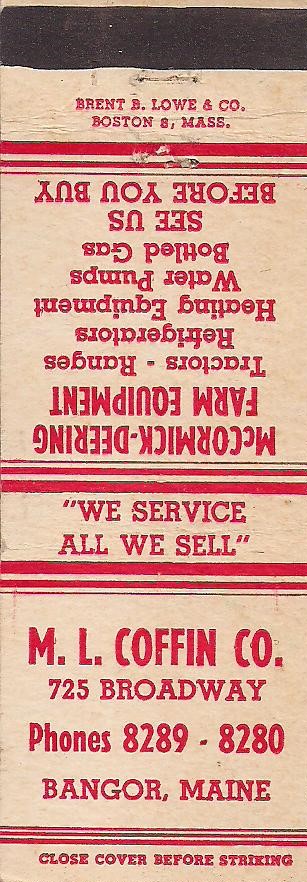 BRENT B. LOWE & CO.
BOSTON 8, MASS.
McCORMICK-DEERING
FARM EQUIPMENT
Tractors - Ranges
Refrigerators
Heating Equipment
Water Pumps
Bottled Gas
SEE US
BEFORE YOU BUY
"WE SERVICE
ALL WE SELL"
M. L. COFFIN CO.
725 BROADWAY
Phones 8289 - 8280
BANGOR, MAINE
CLOSE COVER BEFORE STRIKING